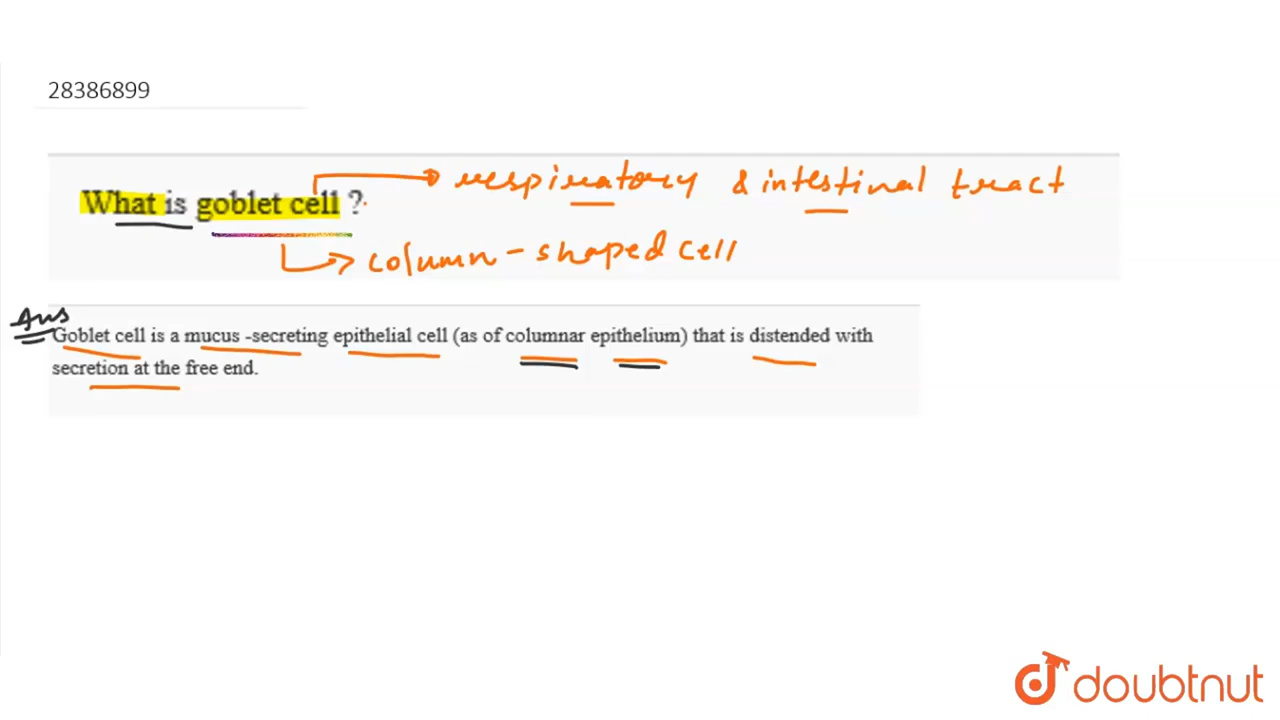 28386899
respiratory & intestinal tract
What is goblet cell ?
column-shaped cell
Ans
Goblet cell is a mucus -secreting epithelial cell (as of columnar epithelium) that is distended with
secretion at the free end.
doubtnut